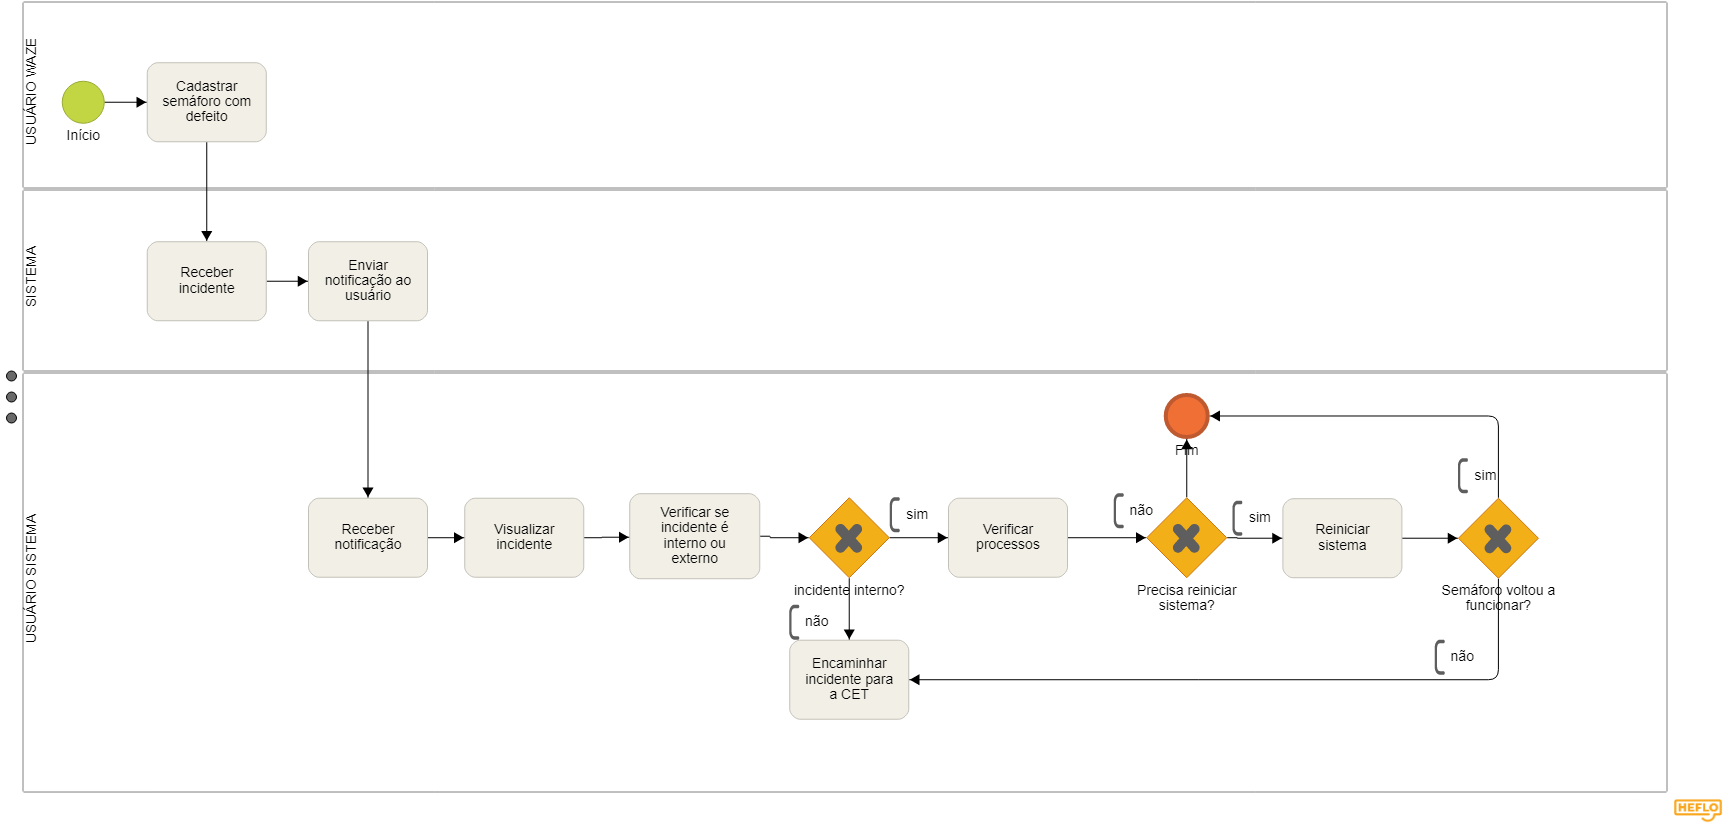 USUÁRIO WAZE
Início
Cadastrar
semáforo com
defeito
SISTEMA
Receber
incidente
Enviar
notificação ao
usuário
USUÁRIO SISTEMA
Receber
notificação
Visualizar
incidente
Verificar se
incidente é
interno ou
externo
incidente interno?
sim
não
Encaminhar
incidente para
a CET
Verificar
processos
Precisa reiniciar
sistema?
não
Fim
sim
Reiniciar
sistema
Semáforo voltou a
funcionar?
sim
não
HEFLO